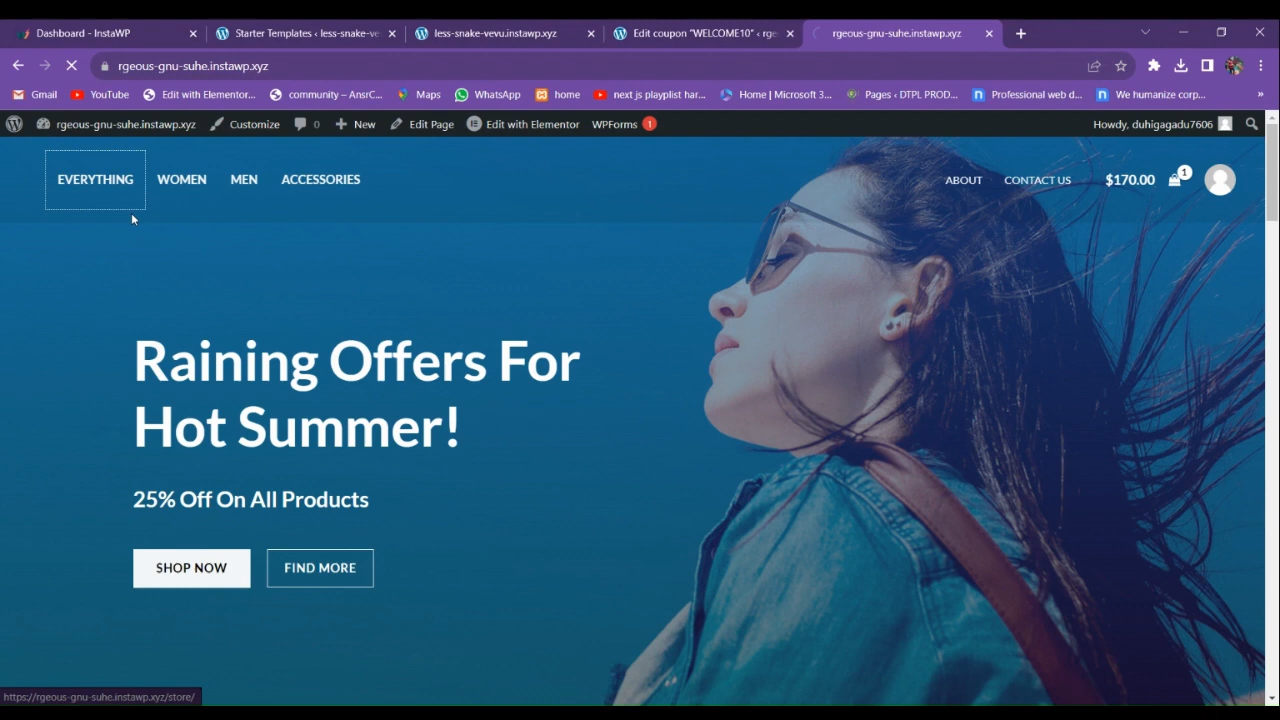 Dashboard - InstaWP
Starter Templates ‹ less-snake-ve
less-snake-vevu.instawp.xyz
Edit coupon "WELCOME10" ‹ rge
rgeous-gnu-suhe.instawp.xyz
rgeous-gnu-suhe.instawp.xyz
Gmail
YouTube
Edit with Elementor...
community – AnsrC...
Maps
WhatsApp
home
next js playplist har...
Home | Microsoft 3...
Pages ‹ DTPL PROD...
Professional web d...
We humanize corp...
»
rgeous-gnu-suhe.instawp.xyz
Customize
0
New
Edit Page
Edit with Elementor
WPForms 1
Howdy, duhigagadu7606
EVERYTHING
WOMEN
MEN
ACCESSORIES
ABOUT
CONTACT US
$170.00
1
Raining Offers For
Hot Summer!
25% Off On All Products
SHOP NOW
FIND MORE
https://rgeous-gnu-suhe.instawp.xyz/store/